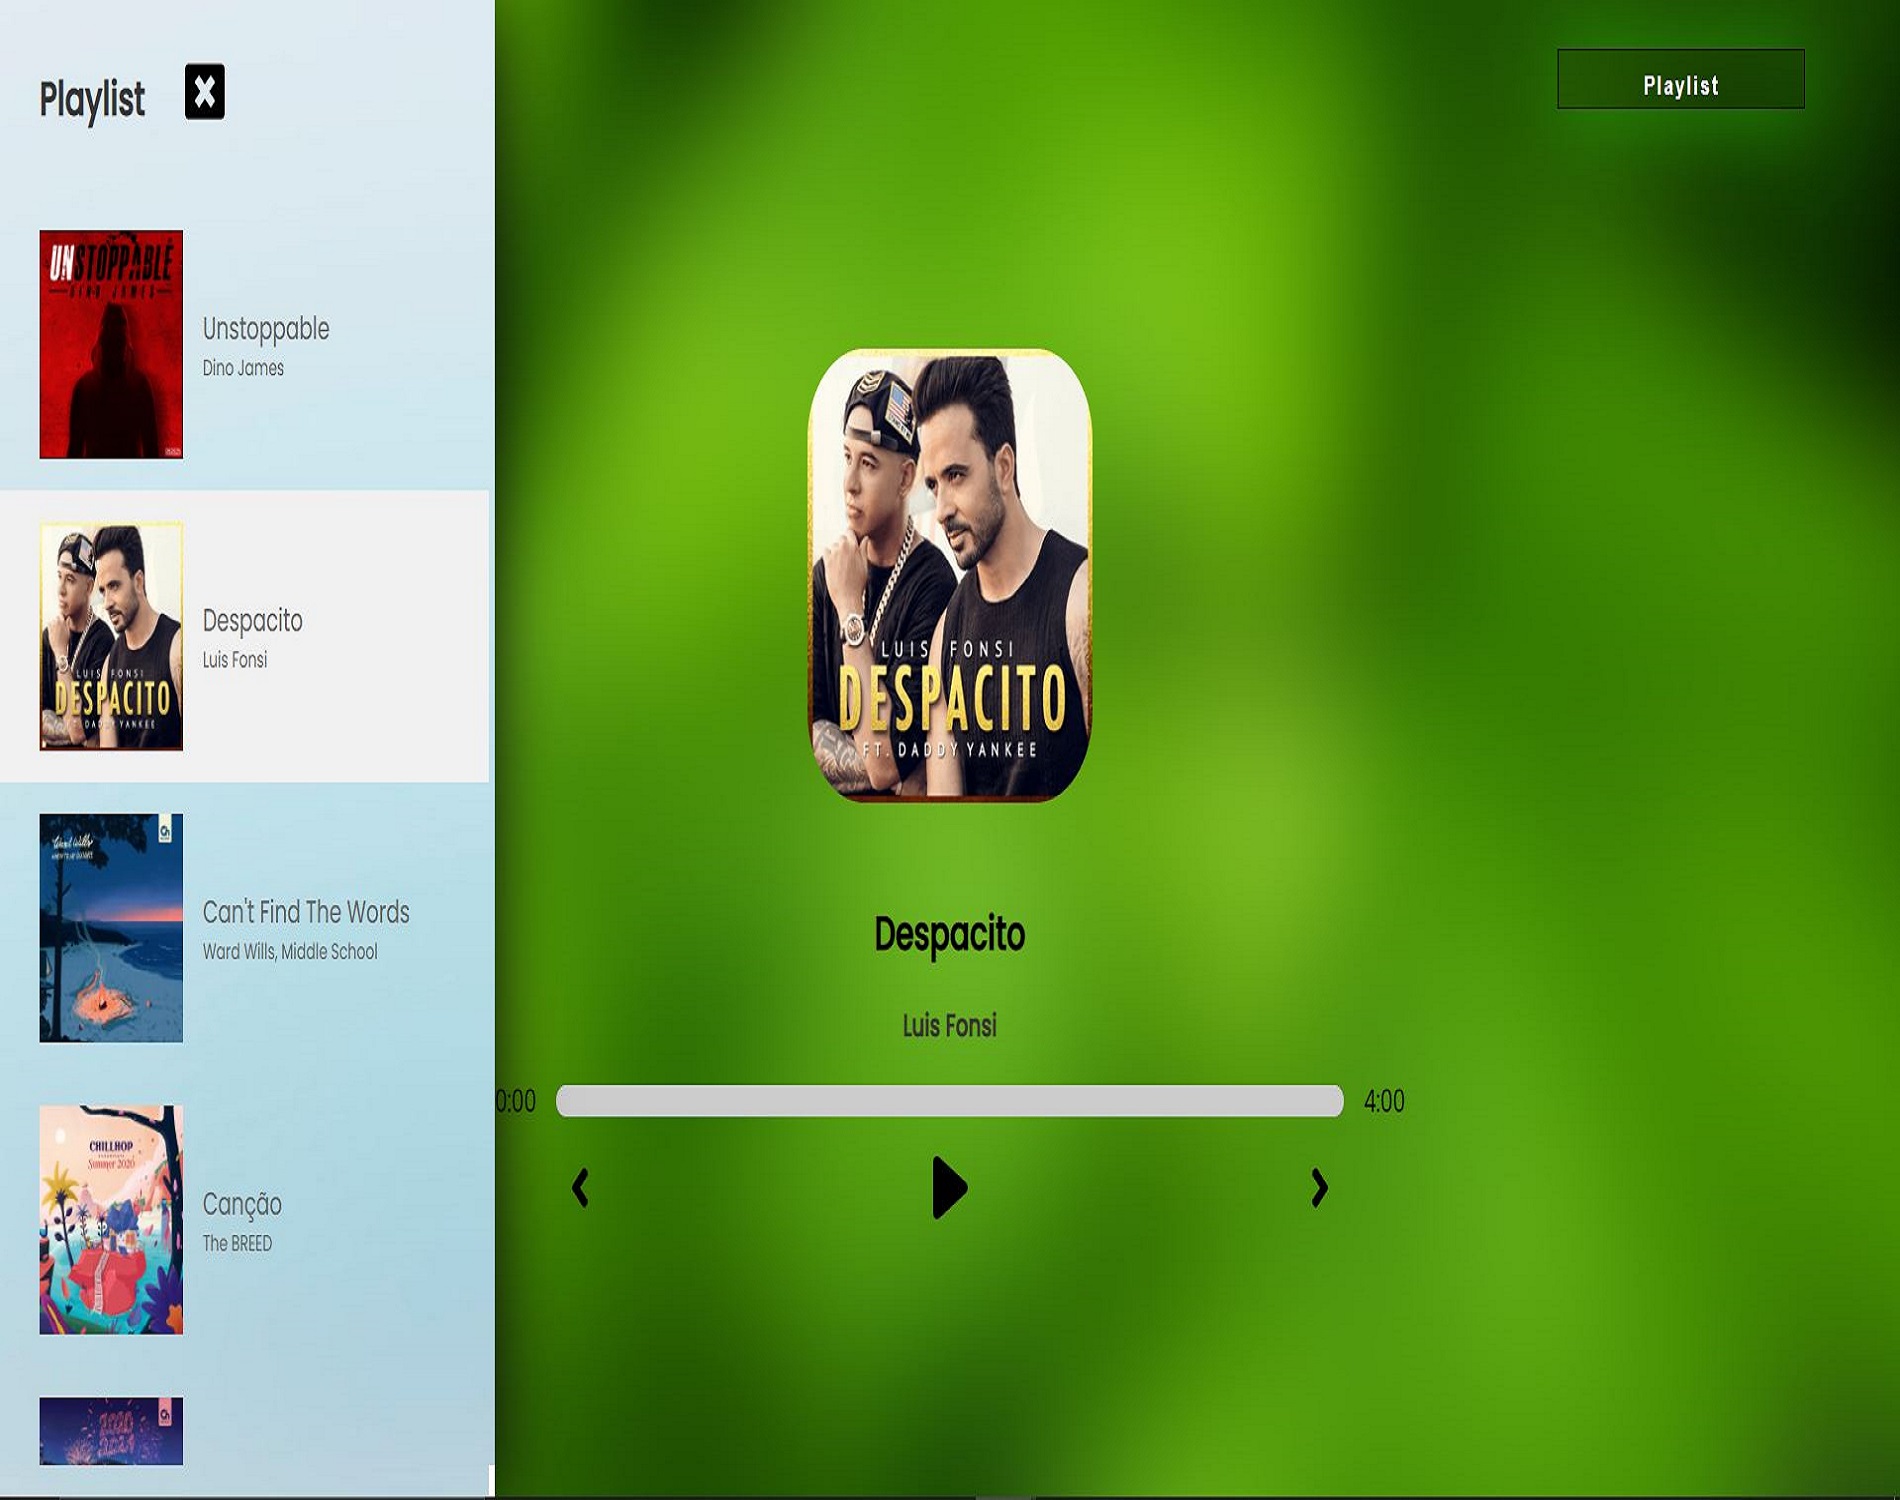 Playlist
Playlist
UNSTOPPABLE
DINO JAMES
Unstoppable
Dino James
LUIS FONSI
DESPACITO
FT. DADDY YANKEE
Despacito
Luis Fonsi
Ward Wills
Can't Find The Words
Ward Wills, Middle School
CHILLHOP
Summer 2020
Canção
The BREED
LUIS FONSI
DESPACITO
FT. DADDY YANKEE
Despacito
Luis Fonsi
0:00
4:00